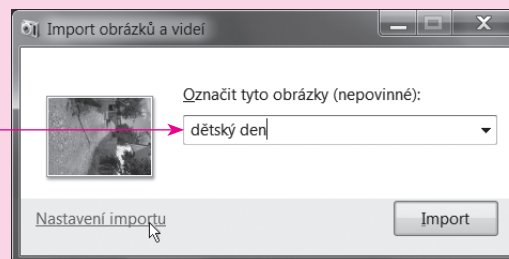 Import obrázků a videí
Označit tyto obrázky (nepovinné):
dětský den
Nastavení importu
Import